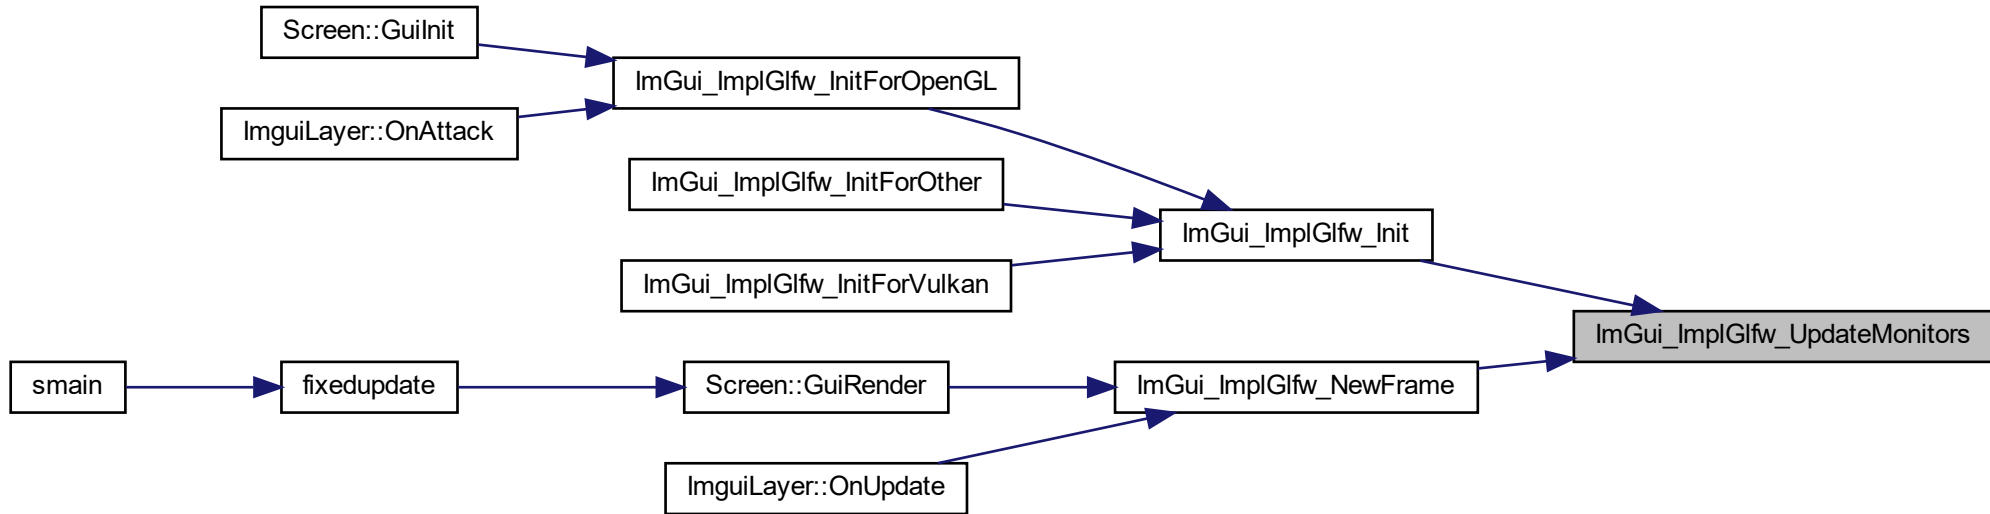 Screen::GuiInit
ImGui_ImplGlfw_InitForOpenGL
ImguiLayer::OnAttack
ImGui_ImplGlfw_InitForOther
ImGui_ImplGlfw_Init
ImGui_ImplGlfw_InitForVulkan
ImGui_ImplGlfw_UpdateMonitors
smain
fixedupdate
Screen::GuiRender
ImGui_ImplGlfw_NewFrame
ImguiLayer::OnUpdate